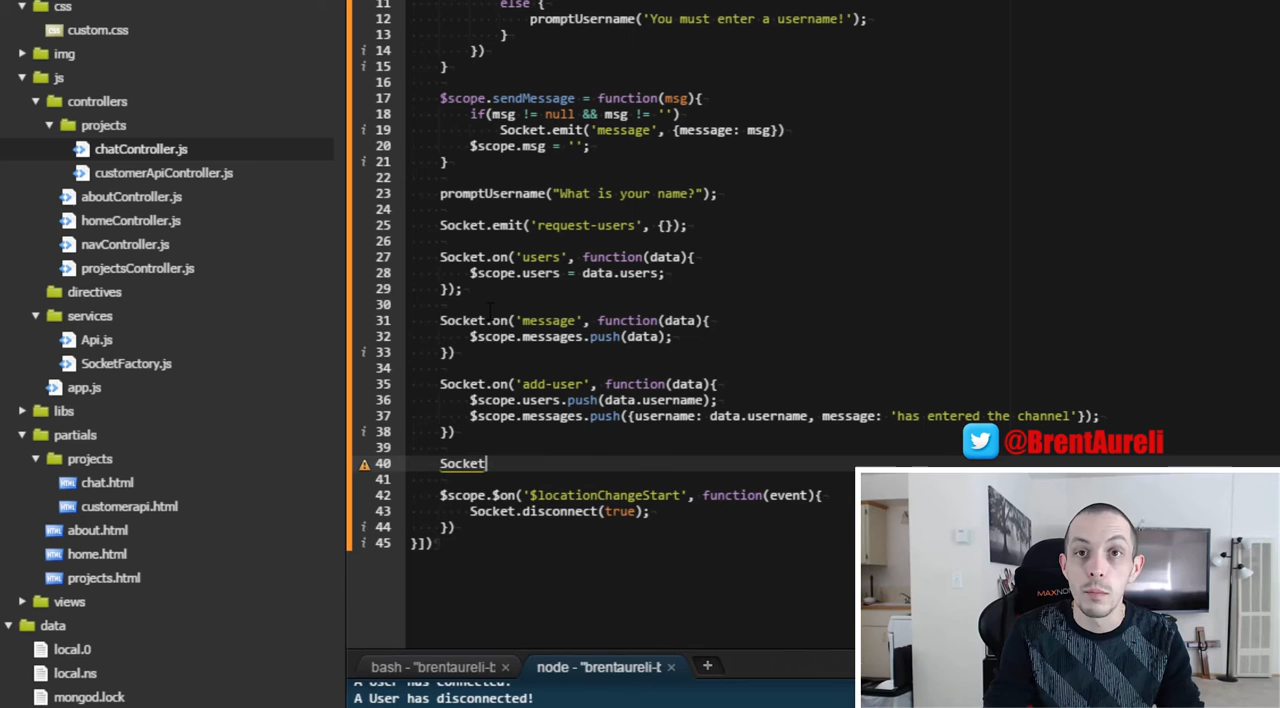 css
custom.css
img
js
controllers
projects
chatController.js
customerApiController.js
aboutController.js
homeController.js
navController.js
projectsController.js
directives
services
Api.js
SocketFactory.js
app.js
libs
partials
projects
chat.html
customerapi.html
about.html
home.html
projects.html
views
data
local.0
local.ns
mongod.lock
11 else {
12 promptUsername('You must enter a username!');
13 }
14 })
15 }
16
17 $scope.sendMessage = function(msg){
18 if(msg != null && msg != '')
19 Socket.emit('message', {message: msg})
20 $scope.msg = '';
21 }
22
23 promptUsername("What is your name?");
24
25 Socket.emit('request-users', {});
26
27 Socket.on('users', function(data){
28 $scope.users = data.users;
29 });
30
31 Socket.on('message', function(data){
32 $scope.messages.push(data);
33 })
34
35 Socket.on('add-user', function(data){
36 $scope.users.push(data.username);
37 $scope.messages.push({username: data.username, message: 'has entered the channel'});
38 })
39
40 Socket
41
42 $scope.$on('$locationChangeStart', function(event){
43 Socket.disconnect(true);
44 })
45 }])
@BrentAureli
MAXNO
bash - "brentaureli-b
node - "brentaureli-b
A User has connected.
A User has disconnected!